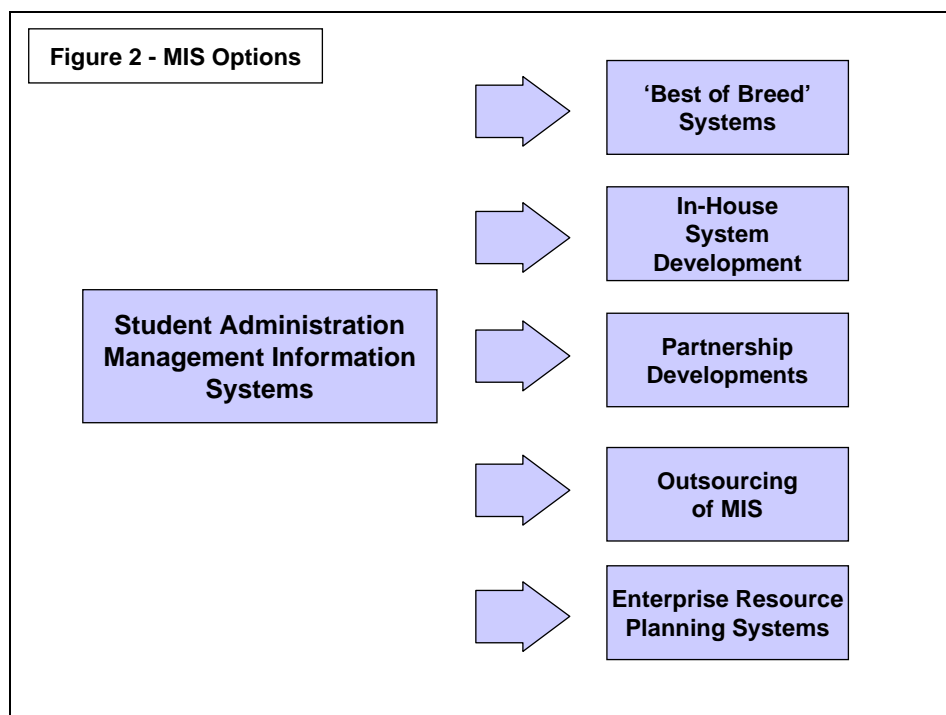 Figure 2 - MIS Options
‘Best of Breed’
Systems
In-House
System
Development
Student Administration
Management Information
Systems
Partnership
Developments
Outsourcing
of MIS
Enterprise Resource
Planning Systems